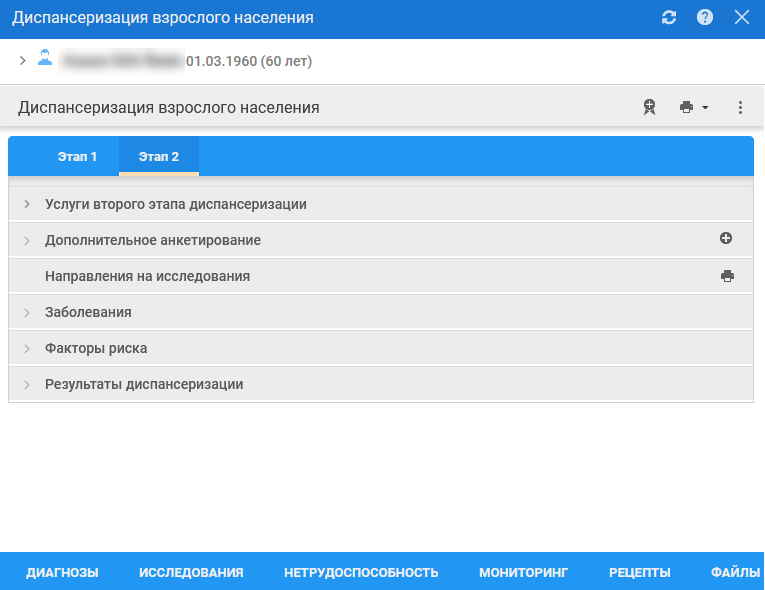 Диспансеризация взрослого населения
01.03.1960 (60 лет)
Диспансеризация взрослого населения
Этап 1 Этап 2
Услуги второго этапа диспансеризации
Дополнительное анкетирование
Направления на исследования
Заболевания
Факторы риска
Результаты диспансеризации
ДИАГНОЗЫ ИССЛЕДОВАНИЯ НЕТРУДОСПОСОБНОСТЬ МОНИТОРИНГ РЕЦЕПТЫ ФАЙЛЫ